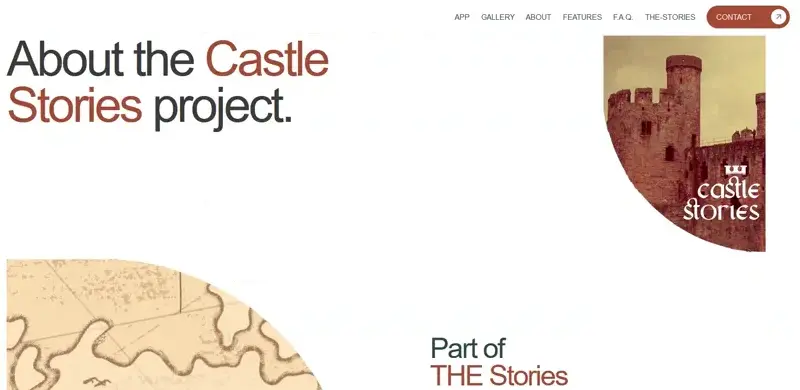 APP GALLERY ABOUT FEATURES F.A.Q. THE-STORIES CONTACT
About the Castle
Stories project.
castle
stories
Part of
THE Stories